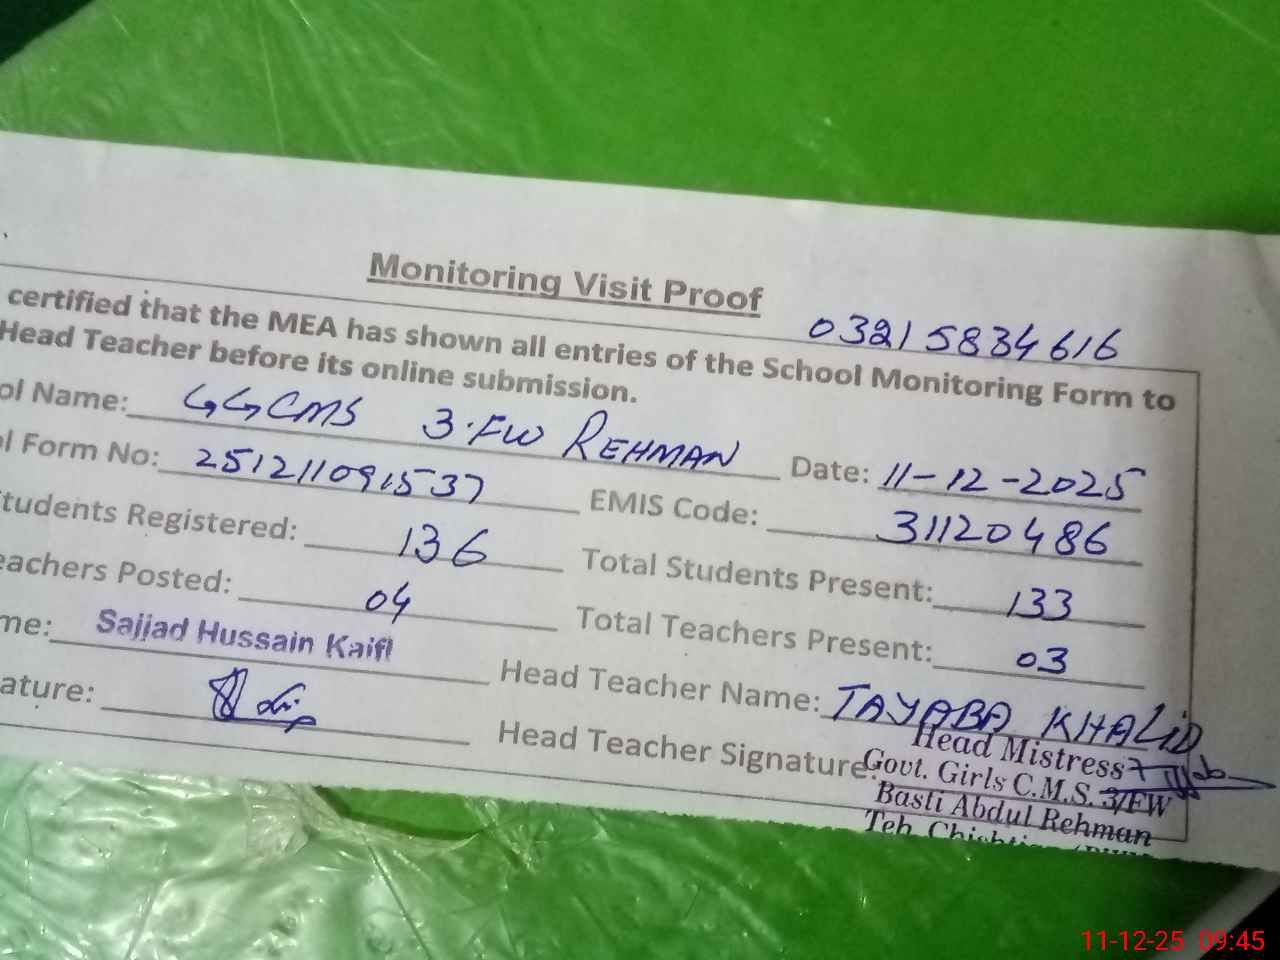 Monitoring Visit Proof
03215834616
certified that the MEA has shown all entries of the School Monitoring Form to
Head Teacher before its online submission.
ol Name: GGCMS 3.FW REHMAN Date: 11-12-2025
l Form No: 251211091537 EMIS Code: 31120486
tudents Registered: 136 Total Students Present: 133
eachers Posted: 04 Total Teachers Present: 03
me: Sajjad Hussain Kaifi Head Teacher Name: TAYABA KHALID
ature: Head Teacher Signature:
Head Mistress
Govt. Girls C.M.S. 3/FW
Basti Abdul Rehman
Teh. Chishtian
11-12-25 09:45